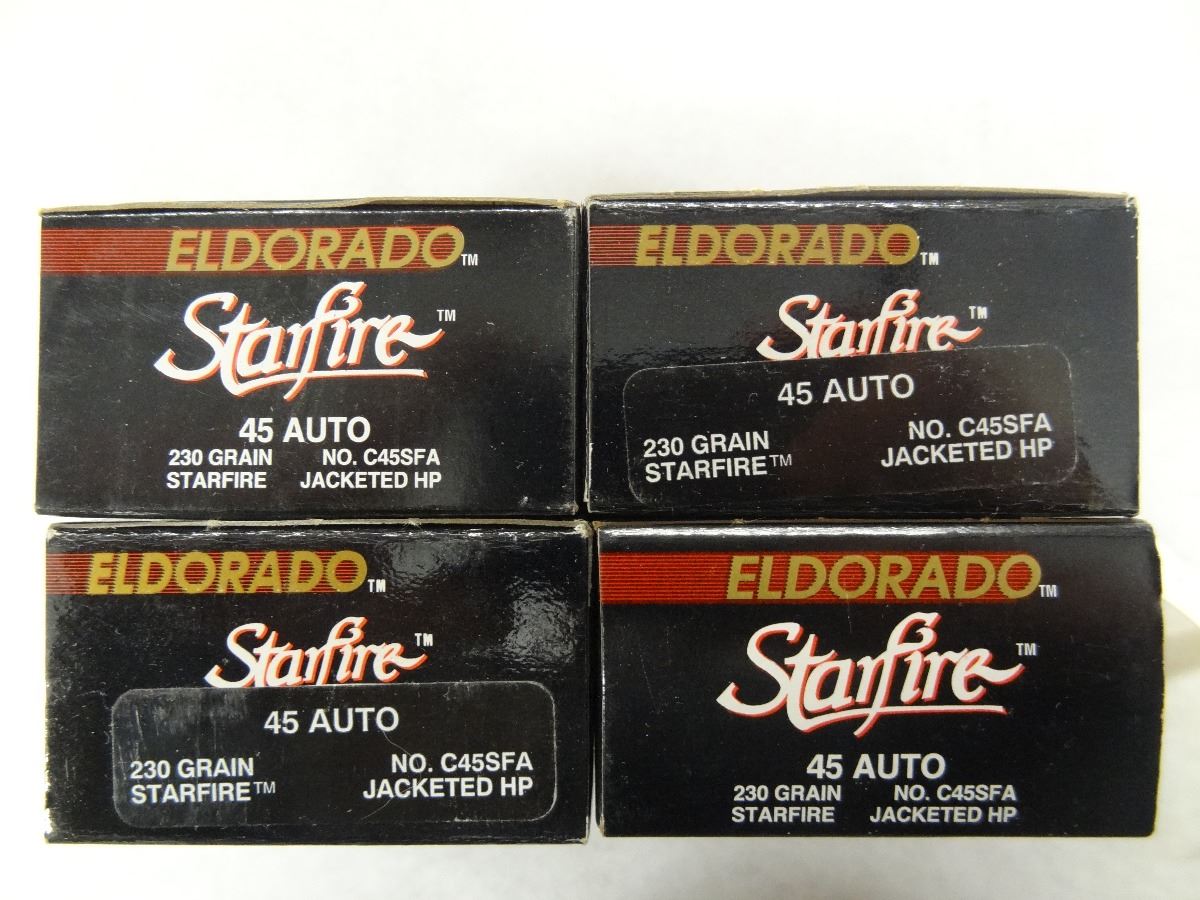 ELDORADO™
Starfire™
45 AUTO
230 GRAIN NO. C45SFA
STARFIRE JACKETED HP
ELDORADO™
Starfire™
45 AUTO
230 GRAIN NO. C45SFA
STARFIRE™ JACKETED HP
ELDORADO™
Starfire™
45 AUTO
230 GRAIN NO. C45SFA
STARFIRE™ JACKETED HP
ELDORADO™
Starfire™
45 AUTO
230 GRAIN NO. C45SFA
STARFIRE JACKETED HP